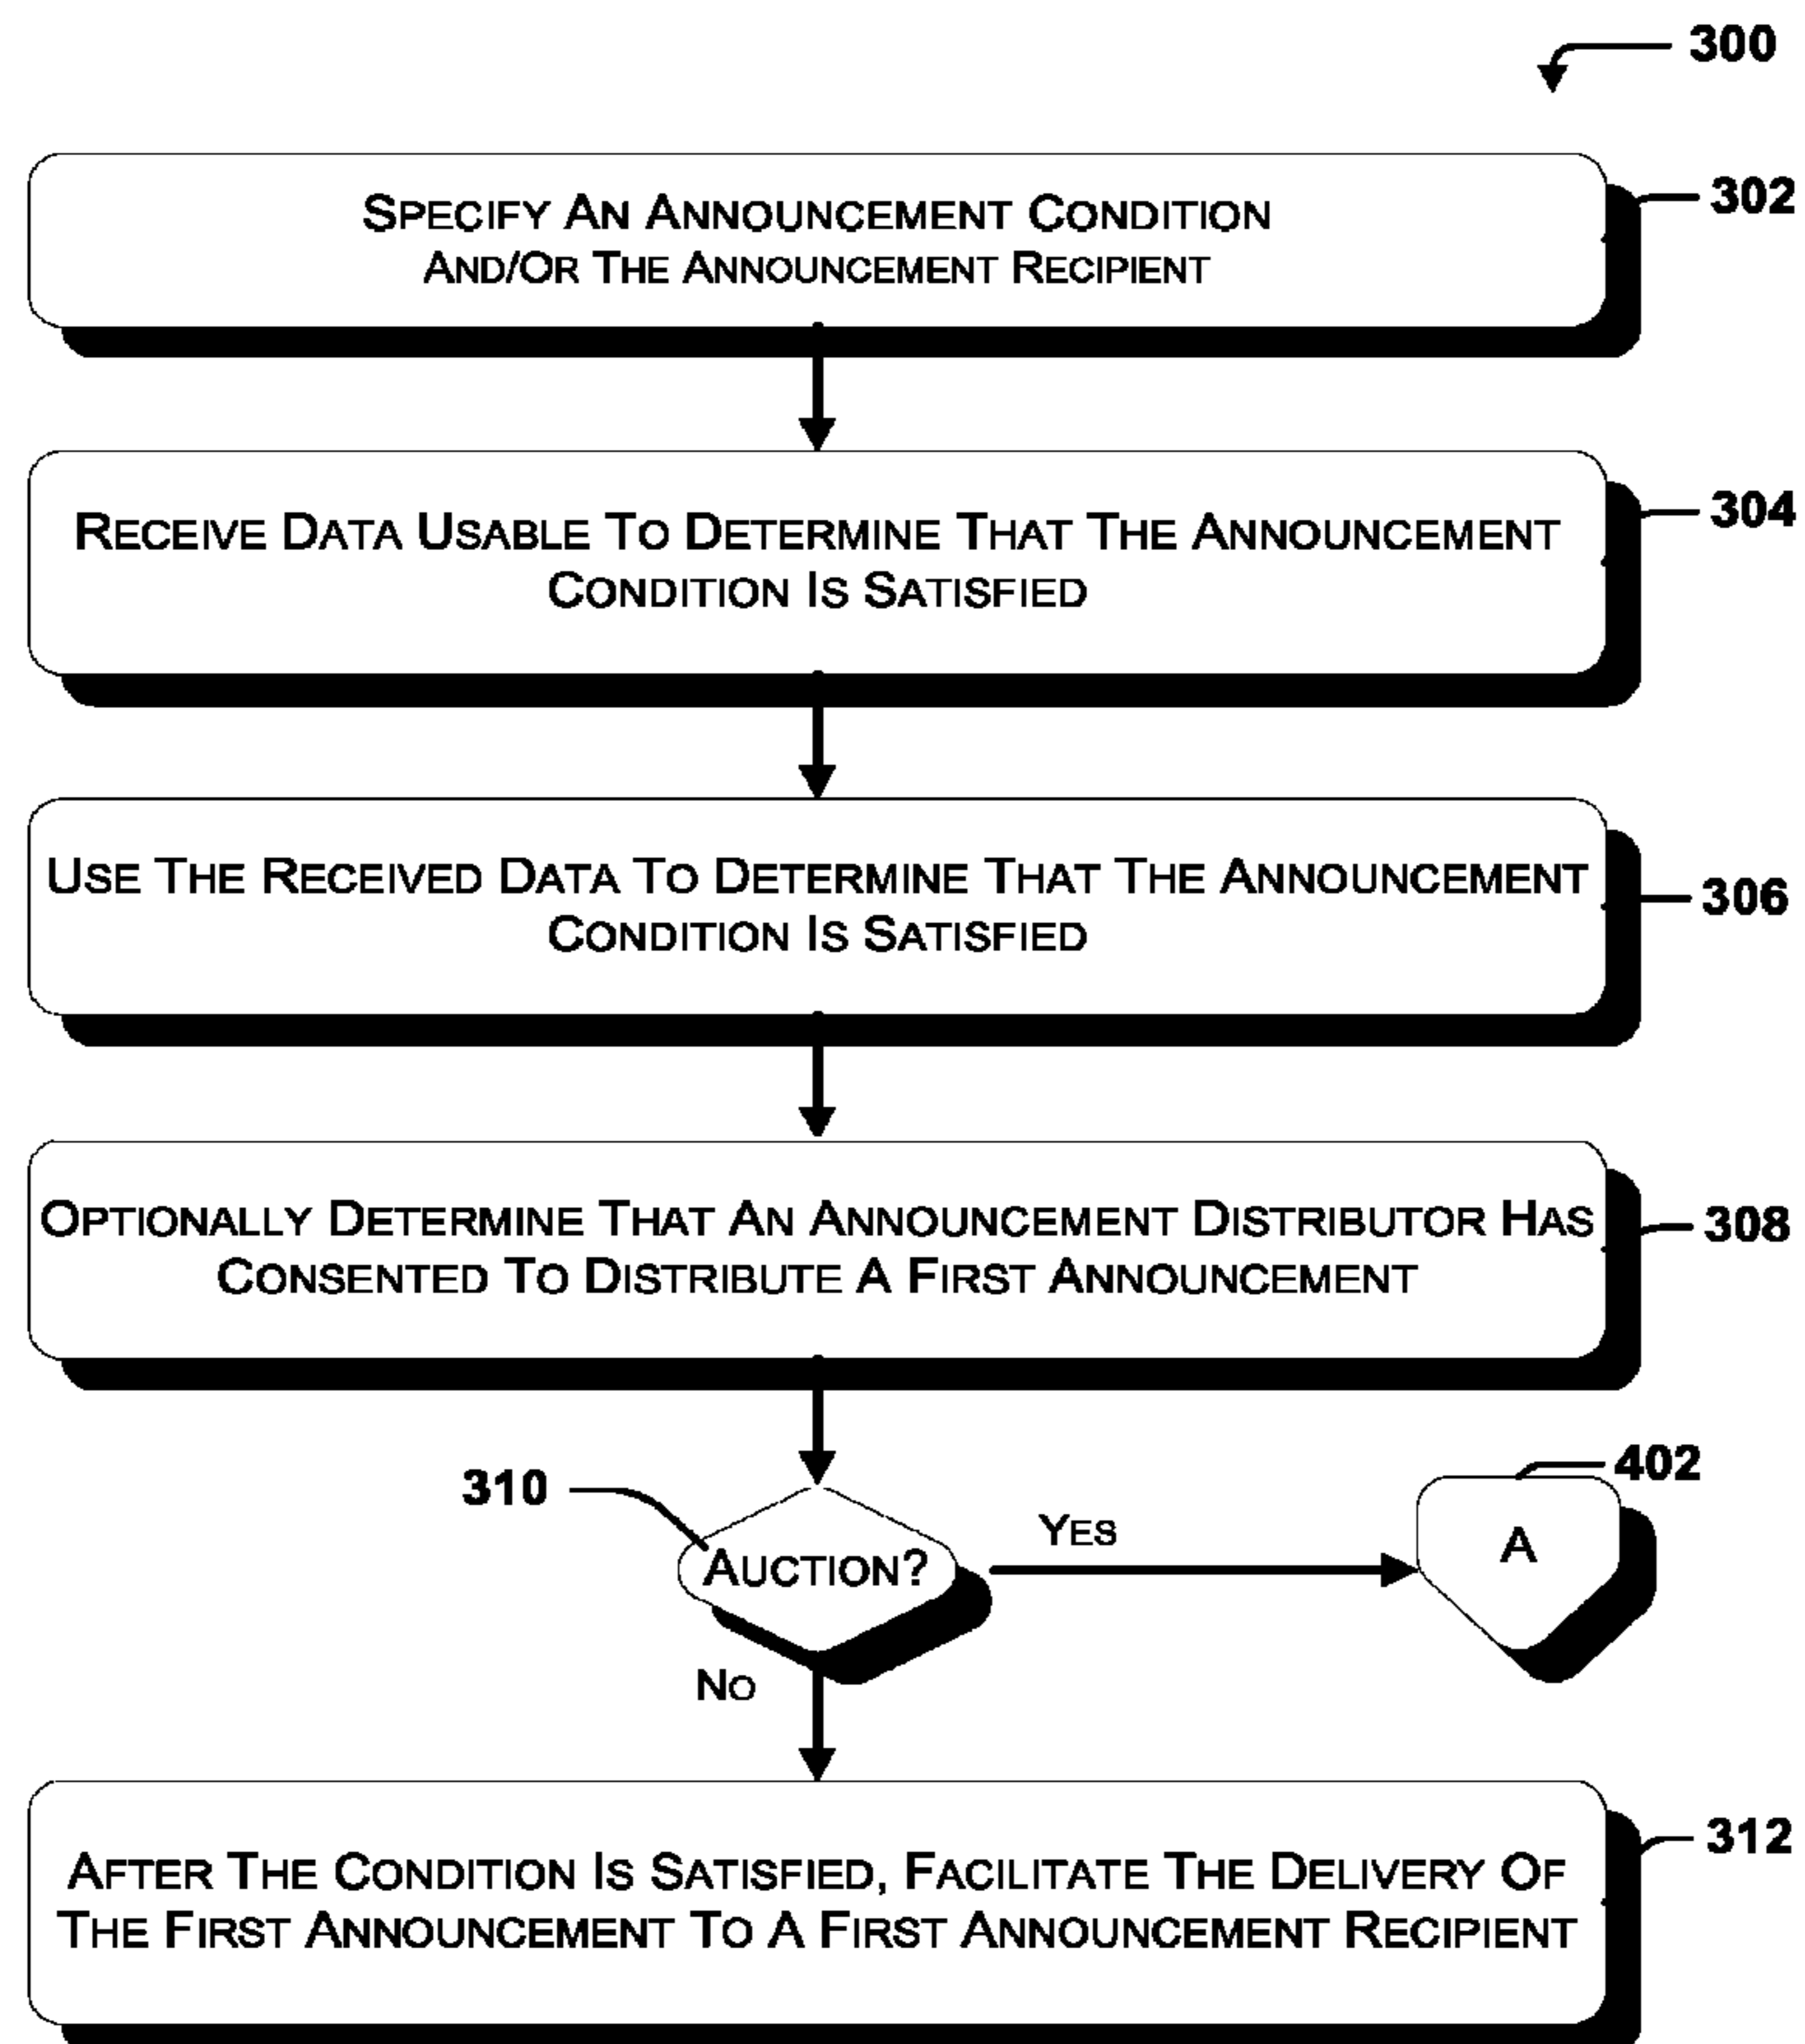 300
SPECIFY AN ANNOUNCEMENT CONDITION
AND/OR THE ANNOUNCEMENT RECIPIENT
302
RECEIVE DATA USABLE TO DETERMINE THAT THE ANNOUNCEMENT
CONDITION IS SATISFIED
304
USE THE RECEIVED DATA TO DETERMINE THAT THE ANNOUNCEMENT
CONDITION IS SATISFIED
306
OPTIONALLY DETERMINE THAT AN ANNOUNCEMENT DISTRIBUTOR HAS
CONSENTED TO DISTRIBUTE A FIRST ANNOUNCEMENT
308
310
AUCTION?
YES
402
A
NO
AFTER THE CONDITION IS SATISFIED, FACILITATE THE DELIVERY OF
THE FIRST ANNOUNCEMENT TO A FIRST ANNOUNCEMENT RECIPIENT
312